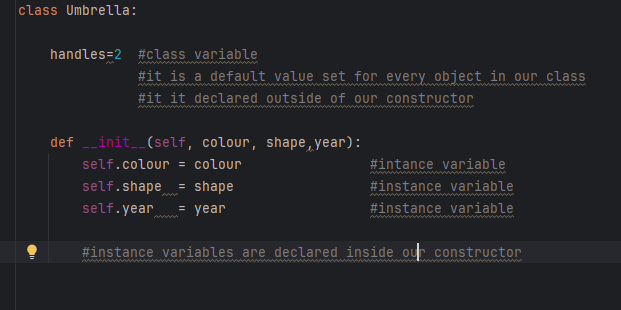 class Umbrella:
handles=2  #class variable
#it is a default value set for every object in our class
#it it declared outside of our constructor
def __init__(self, colour, shape,year):
self.colour = colour                #intance variable
self.shape  = shape                 #instance variable
self.year   = year                  #instance variable
#instance variables are declared inside our constructor